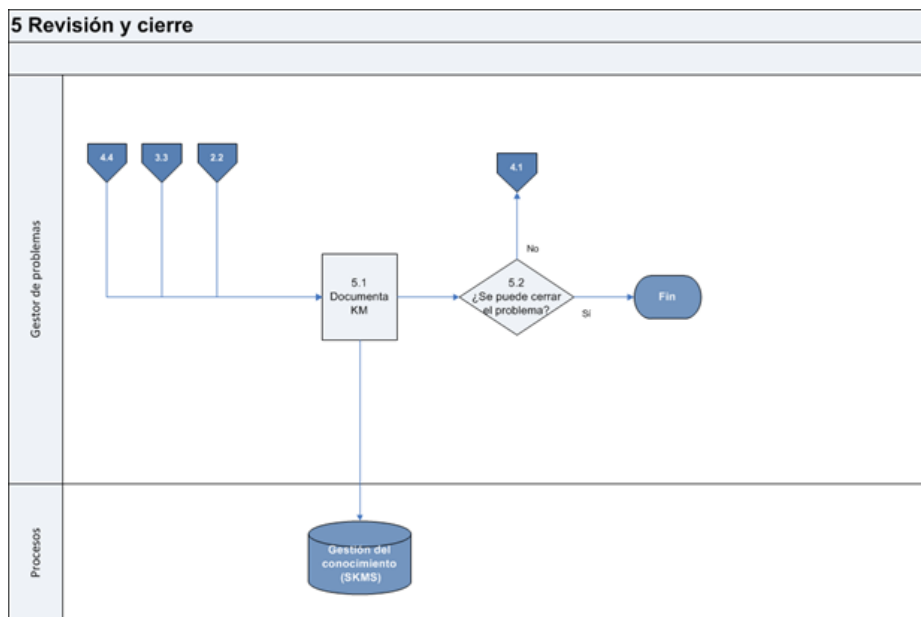 5 Revisión y cierre
Gestor de problemas
4.4
3.3
2.2
4.1
No
5.1
Documenta
KM
5.2
¿Se puede cerrar
el problema?
Sí
Fin
Procesos
Gestión del
conocimiento
(SKMS)